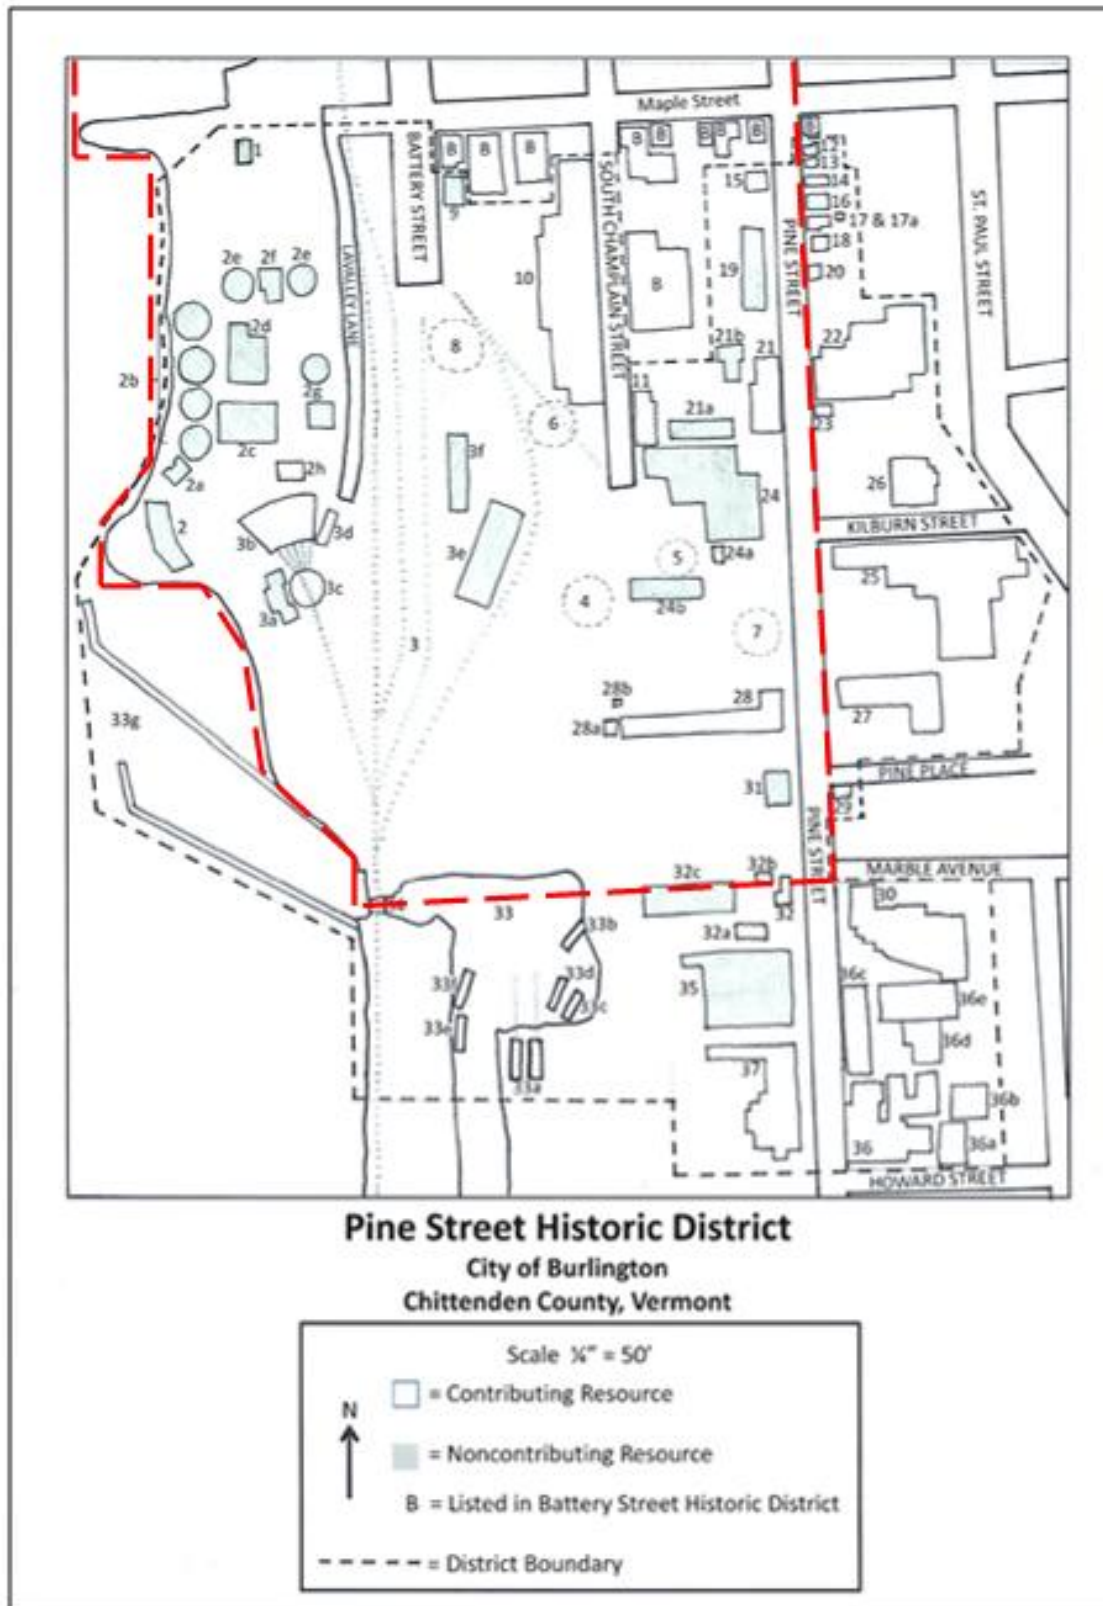 Maple Street
BATTERY STREET
LAVALLEY LANE
SOUTH CHAMPLAIN STREET
PINE STREET
ST. PAUL STREET
B
B
B
B
B
B
B
B
B
B
1
9
12
13
14
15
16
17 & 17a
18
19
20
10
2e
2f
2e
2d
2b
2g
2c
2h
2a
2
8
6
11
21b
21
21a
22
23
24
26
KILBURN STREET
3f
3d
3b
3e
3c
3a
3
5
24a
4
24b
7
25
28b
28
28a
27
33g
31
PINE PLACE
29
PINE STREET
MARBLE AVENUE
32c
32b
32
32a
30
33
33b
33d
33c
33f
33e
33a
35
36c
36e
36d
37
36b
36
36a
HOWARD STREET
Pine Street Historic District
City of Burlington
Chittenden County, Vermont
Scale ¼" = 50'
N
= Contributing Resource
= Noncontributing Resource
B = Listed in Battery Street Historic District
= District Boundary